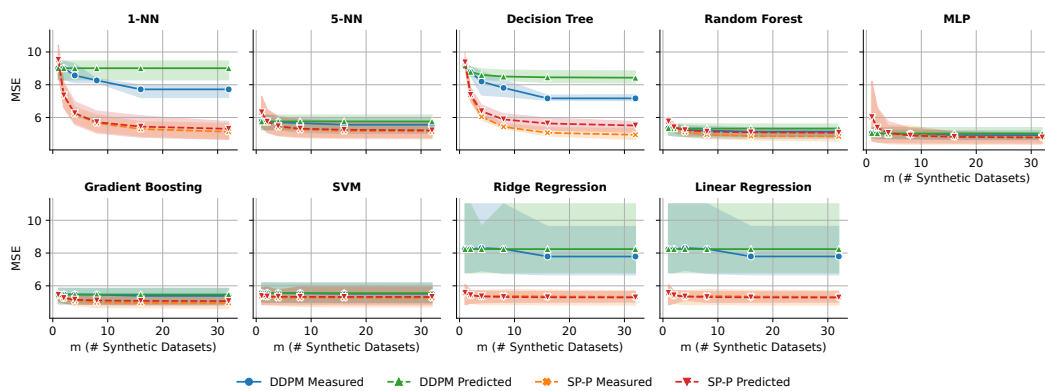 1-NN 5-NN Decision Tree Random Forest MLP
MSE
10
8
6
0 10 20 30
m (# Synthetic Datasets)
Gradient Boosting SVM Ridge Regression Linear Regression
MSE
10
8
6
0 10 20 30 0 10 20 30 0 10 20 30 0 10 20 30
m (# Synthetic Datasets) m (# Synthetic Datasets) m (# Synthetic Datasets) m (# Synthetic Datasets)
DDPM Measured DDPM Predicted SP-P Measured SP-P Predicted